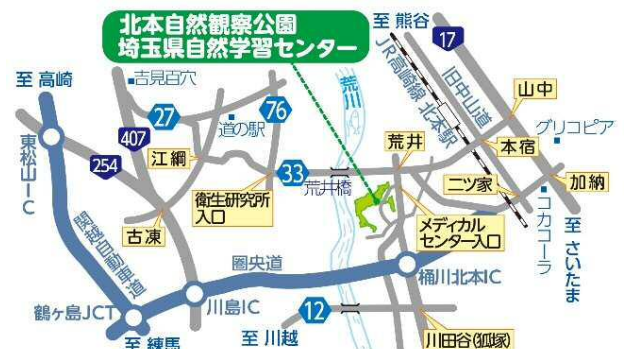 北本自然観察公園
埼玉県自然学習センター
至 熊谷
17
至 高崎
吉見百穴
荒川
JR高崎線 北本駅
旧中山道
山中
27
76
道の駅
407
東松山IC
254
江綱
33
荒井橋
荒井
本宿
グリコピア
衛生研究所
入口
二ツ家
加納
古凍
メディカル
センター入口
コカコーラ
至 さいたま
関越自動車道
圏央道
桶川北本IC
鶴ヶ島JCT
川島IC
12
至 練馬
至 川越
川田谷(狐塚)